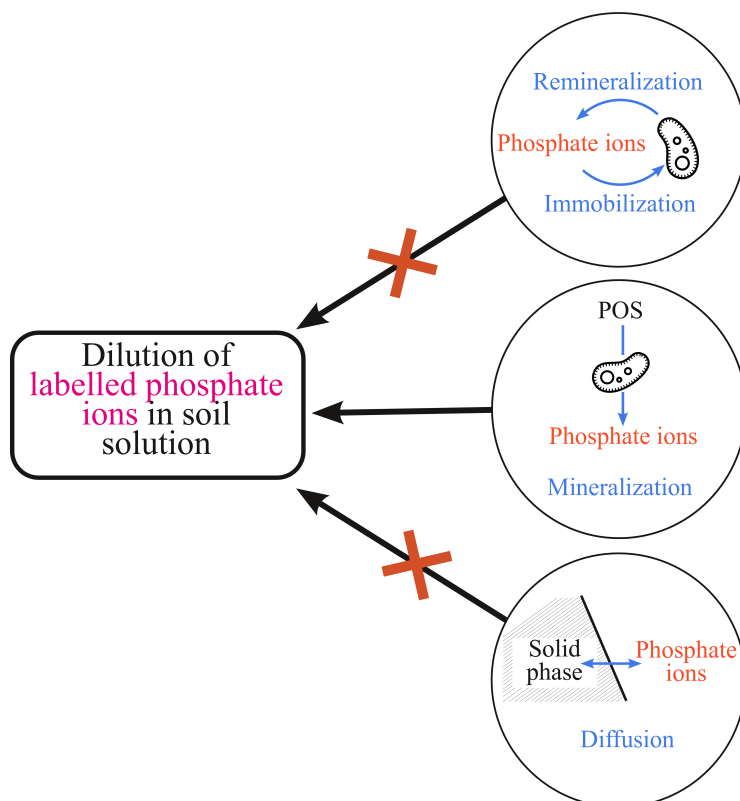 Remineralization
Phosphate ions
Immobilization
POS
Phosphate ions
Mineralization
Dilution of
labelled phosphate
ions in soil
solution
Solid
phase
Phosphate
ions
Diffusion